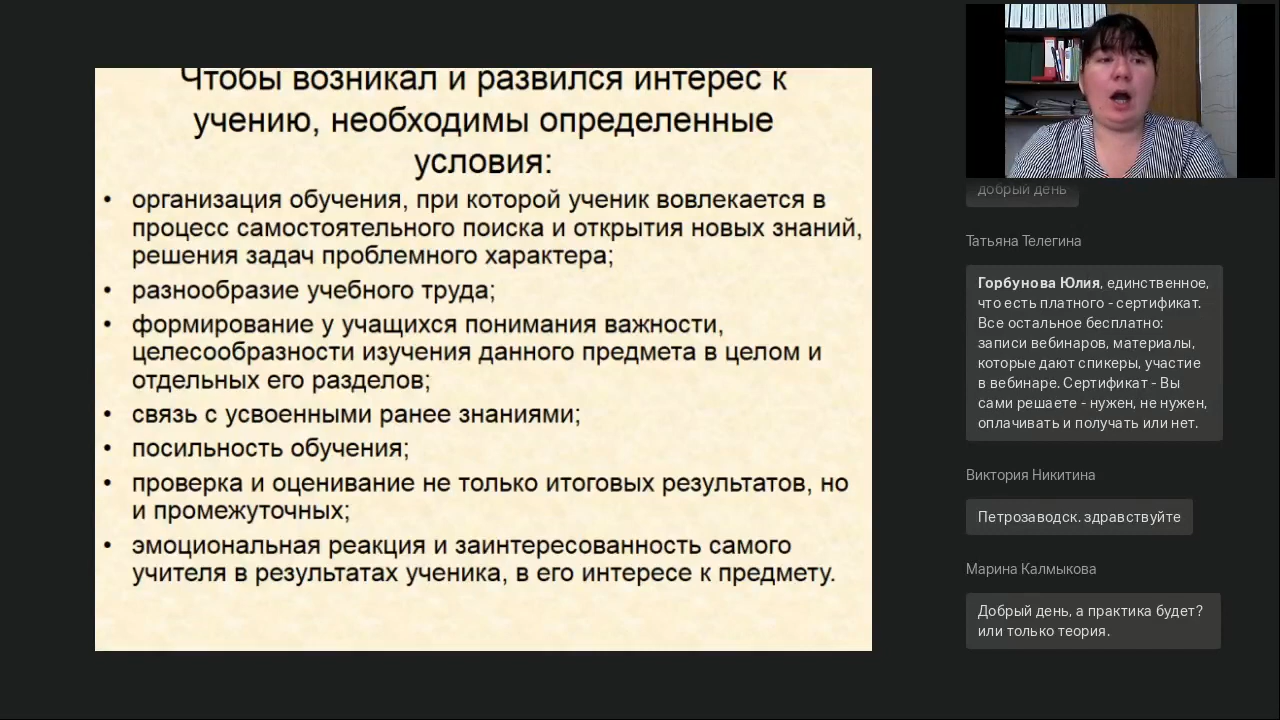 Чтобы возникал и развился интерес к
учению, необходимы определенные
условия:
• организация обучения, при которой ученик вовлекается в
процесс самостоятельного поиска и открытия новых знаний,
решения задач проблемного характера;
• разнообразие учебного труда;
• формирование у учащихся понимания важности,
целесообразности изучения данного предмета в целом и
отдельных его разделов;
• связь с усвоенными ранее знаниями;
• посильность обучения;
• проверка и оценивание не только итоговых результатов, но
и промежуточных;
• эмоциональная реакция и заинтересованность самого
учителя в результатах ученика, в его интересе к предмету.
добрый день
Татьяна Телегина
Горбунова Юлия, единственное,
что есть платного - сертификат.
Все остальное бесплатно:
записи вебинаров, материалы,
которые дают спикеры, участие
в вебинаре. Сертификат - Вы
сами решаете - нужен, не нужен,
оплачивать и получать или нет.
Виктория Никитина
Петрозаводск. здравствуйте
Марина Калмыкова
Добрый день, а практика будет?
или только теория.